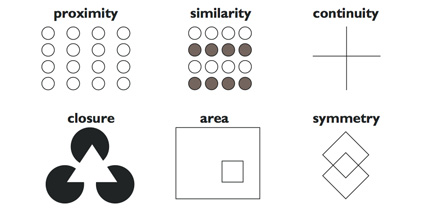 proximity similarity continuity
closure area symmetry